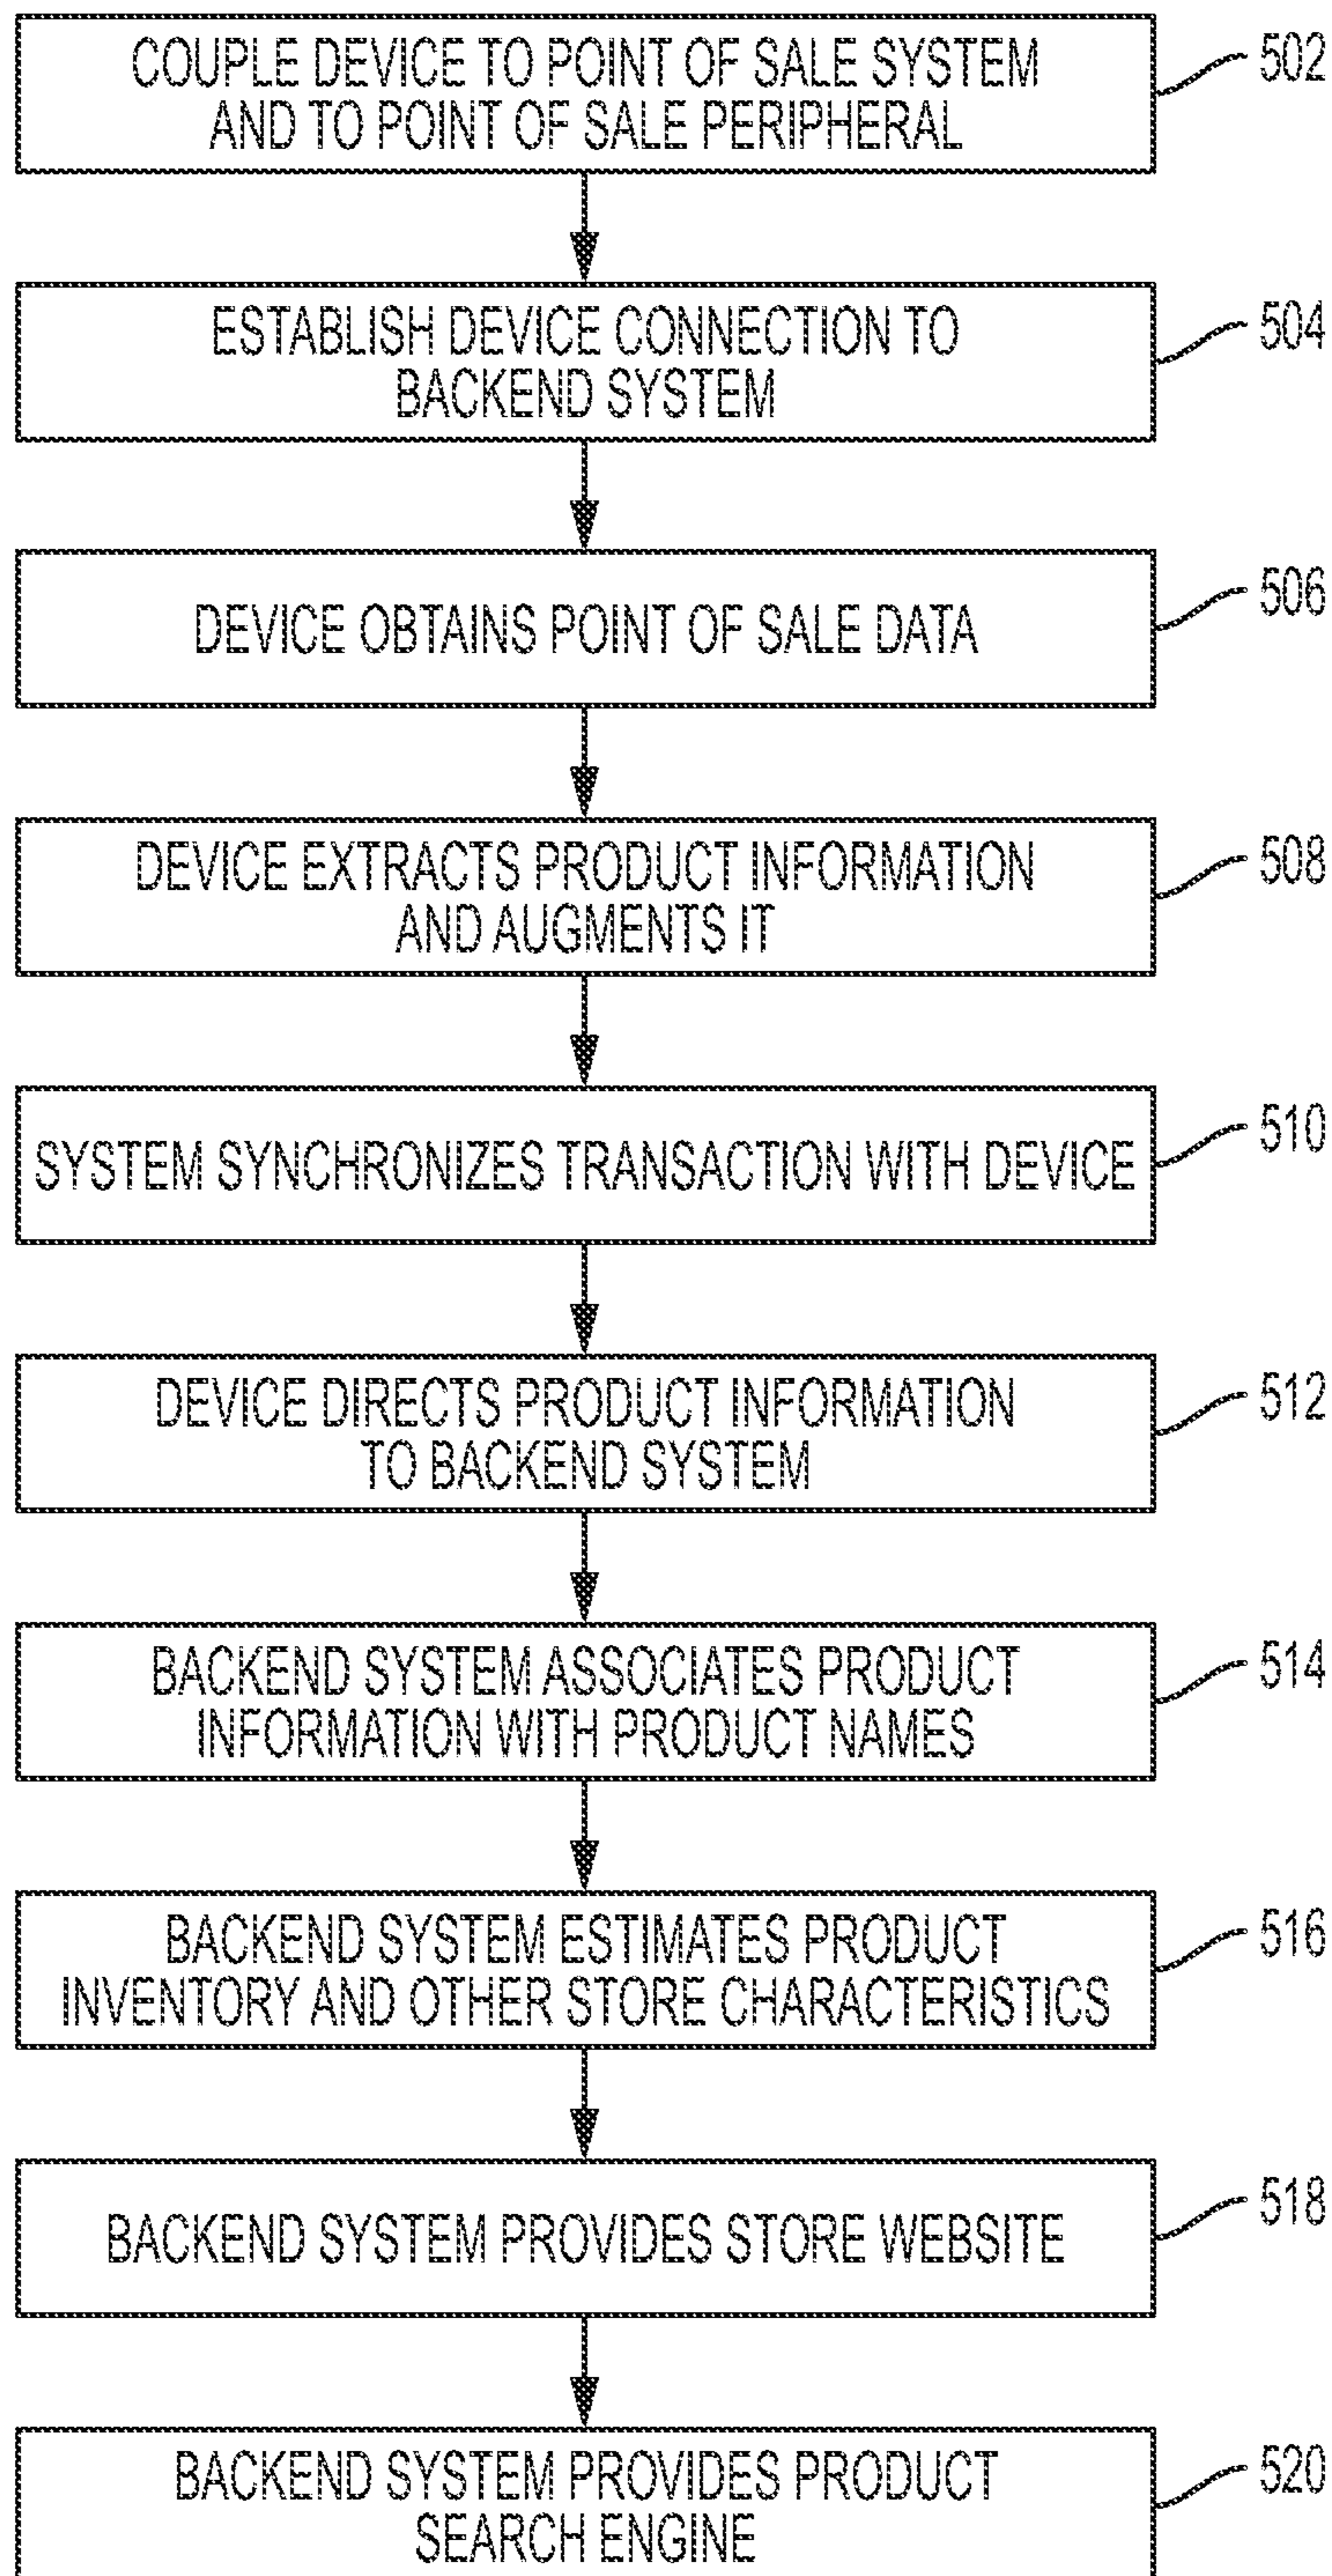 COUPLE DEVICE TO POINT OF SALE SYSTEM
AND TO POINT OF SALE PERIPHERAL
502
ESTABLISH DEVICE CONNECTION TO
BACKEND SYSTEM
504
DEVICE OBTAINS POINT OF SALE DATA
506
DEVICE EXTRACTS PRODUCT INFORMATION
AND AUGMENTS IT
508
SYSTEM SYNCHRONIZES TRANSACTION WITH DEVICE
510
DEVICE DIRECTS PRODUCT INFORMATION
TO BACKEND SYSTEM
512
BACKEND SYSTEM ASSOCIATES PRODUCT
INFORMATION WITH PRODUCT NAMES
514
BACKEND SYSTEM ESTIMATES PRODUCT
INVENTORY AND OTHER STORE CHARACTERISTICS
516
BACKEND SYSTEM PROVIDES STORE WEBSITE
518
BACKEND SYSTEM PROVIDES PRODUCT
SEARCH ENGINE
520